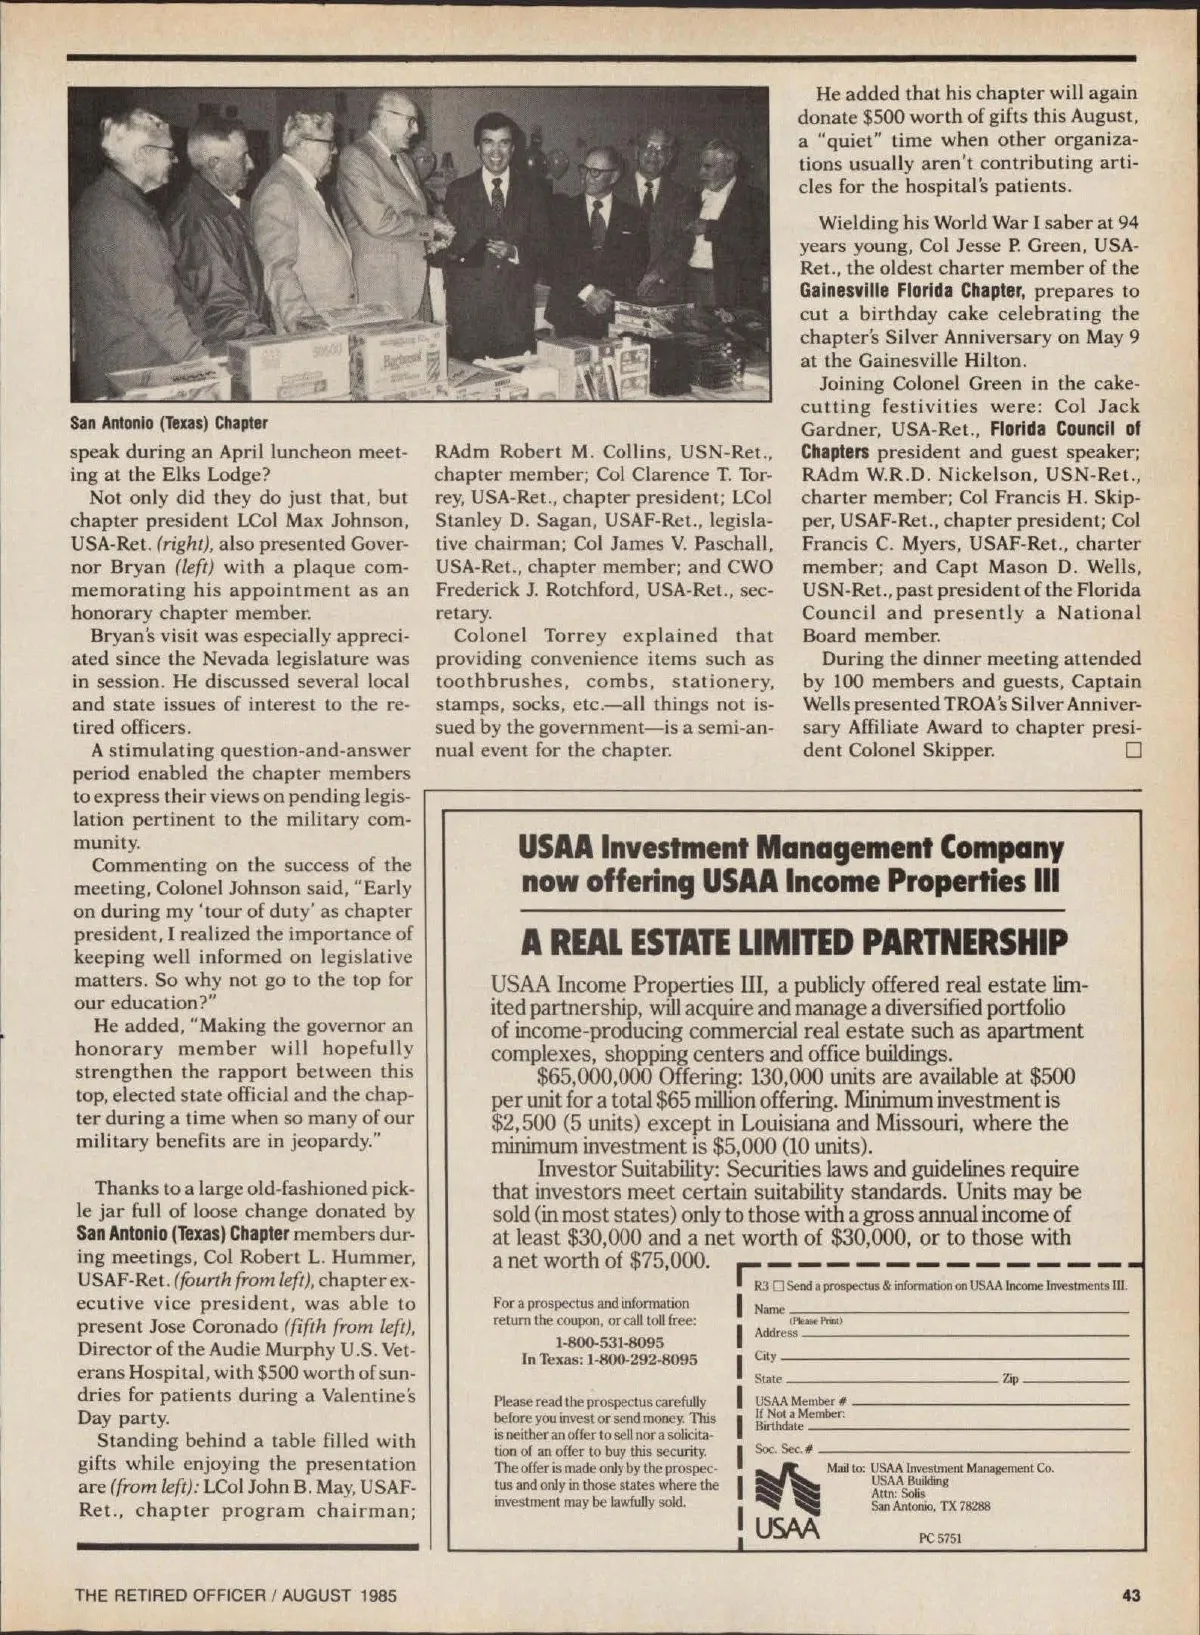 San Antonio (Texas) Chapter
speak during an April luncheon meet-
ing at the Elks Lodge?
Not only did they do just that, but
chapter president LCol Max Johnson,
USA-Ret. (right), also presented Gover-
nor Bryan (left) with a plaque com-
memorating his appointment as an
honorary chapter member.
Bryan's visit was especially appreci-
ated since the Nevada legislature was
in session. He discussed several local
and state issues of interest to the re-
tired officers.
A stimulating question-and-answer
period enabled the chapter members
to express their views on pending legis-
lation pertinent to the military com-
munity.
Commenting on the success of the
meeting, Colonel Johnson said, "Early
on during my 'tour of duty' as chapter
president, I realized the importance of
keeping well informed on legislative
matters. So why not go to the top for
our education?"
He added, "Making the governor an
honorary member will hopefully
strengthen the rapport between this
top, elected state official and the chap-
ter during a time when so many of our
military benefits are in jeopardy."
Thanks to a large old-fashioned pick-
le jar full of loose change donated by
San Antonio (Texas) Chapter members dur-
ing meetings, Col Robert L. Hummer,
USAF-Ret. (fourth from left), chapter ex-
ecutive vice president, was able to
present Jose Coronado (fifth from left),
Director of the Audie Murphy U.S. Vet-
erans Hospital, with $500 worth of sun-
dries for patients during a Valentine's
Day party.
Standing behind a table filled with
gifts while enjoying the presentation
are (from left): LCol John B. May, USAF-
Ret., chapter program chairman;
RAdm Robert M. Collins, USN-Ret.,
chapter member; Col Clarence T. Tor-
rey, USA-Ret., chapter president; LCol
Stanley D. Sagan, USAF-Ret., legisla-
tive chairman; Col James V. Paschall,
USA-Ret., chapter member; and CWO
Frederick J. Rotchford, USA-Ret., sec-
retary.
Colonel Torrey explained that
providing convenience items such as
toothbrushes, combs, stationery,
stamps, socks, etc.—all things not is-
sued by the government—is a semi-an-
nual event for the chapter.
He added that his chapter will again
donate $500 worth of gifts this August,
a "quiet" time when other organiza-
tions usually aren't contributing arti-
cles for the hospital's patients.
Wielding his World War I saber at 94
years young, Col Jesse P. Green, USA-
Ret., the oldest charter member of the
Gainesville Florida Chapter, prepares to
cut a birthday cake celebrating the
chapter's Silver Anniversary on May 9
at the Gainesville Hilton.
Joining Colonel Green in the cake-
cutting festivities were: Col Jack
Gardner, USA-Ret., Florida Council of
Chapters president and guest speaker;
RAdm W.R.D. Nickelson, USN-Ret.,
charter member; Col Francis H. Skip-
per, USAF-Ret., chapter president; Col
Francis C. Myers, USAF-Ret., charter
member; and Capt Mason D. Wells,
USN-Ret., past president of the Florida
Council and presently a National
Board member.
During the dinner meeting attended
by 100 members and guests, Captain
Wells presented TROA's Silver Anniver-
sary Affiliate Award to chapter presi-
dent Colonel Skipper. □
USAA Investment Management Company
now offering USAA Income Properties III
A REAL ESTATE LIMITED PARTNERSHIP
USAA Income Properties III, a publicly offered real estate lim-
ited partnership, will acquire and manage a diversified portfolio
of income-producing commercial real estate such as apartment
complexes, shopping centers and office buildings.
$65,000,000 Offering: 130,000 units are available at $500
per unit for a total $65 million offering. Minimum investment is
$2,500 (5 units) except in Louisiana and Missouri, where the
minimum investment is $5,000 (10 units).
Investor Suitability: Securities laws and guidelines require
that investors meet certain suitability standards. Units may be
sold (in most states) only to those with a gross annual income of
at least $30,000 and a net worth of $30,000, or to those with
a net worth of $75,000.
For a prospectus and information
return the coupon, or call toll free:
1-800-531-8095
In Texas: 1-800-292-8095
Please read the prospectus carefully
before you invest or send money. This
is neither an offer to sell nor a solicita-
tion of an offer to buy this security.
The offer is made only by the prospec-
tus and only in those states where the
investment may be lawfully sold.
R3 □ Send a prospectus & information on USAA Income Investments III.
Name
(Please Print)
Address
City
State Zip
USAA Member #
If Not a Member:
Birthdate
Soc. Sec. #
Mail to: USAA Investment Management Co.
USAA Building
Attn: Solis
San Antonio, TX 78288
USAA
PC 5751
THE RETIRED OFFICER / AUGUST 1985
43